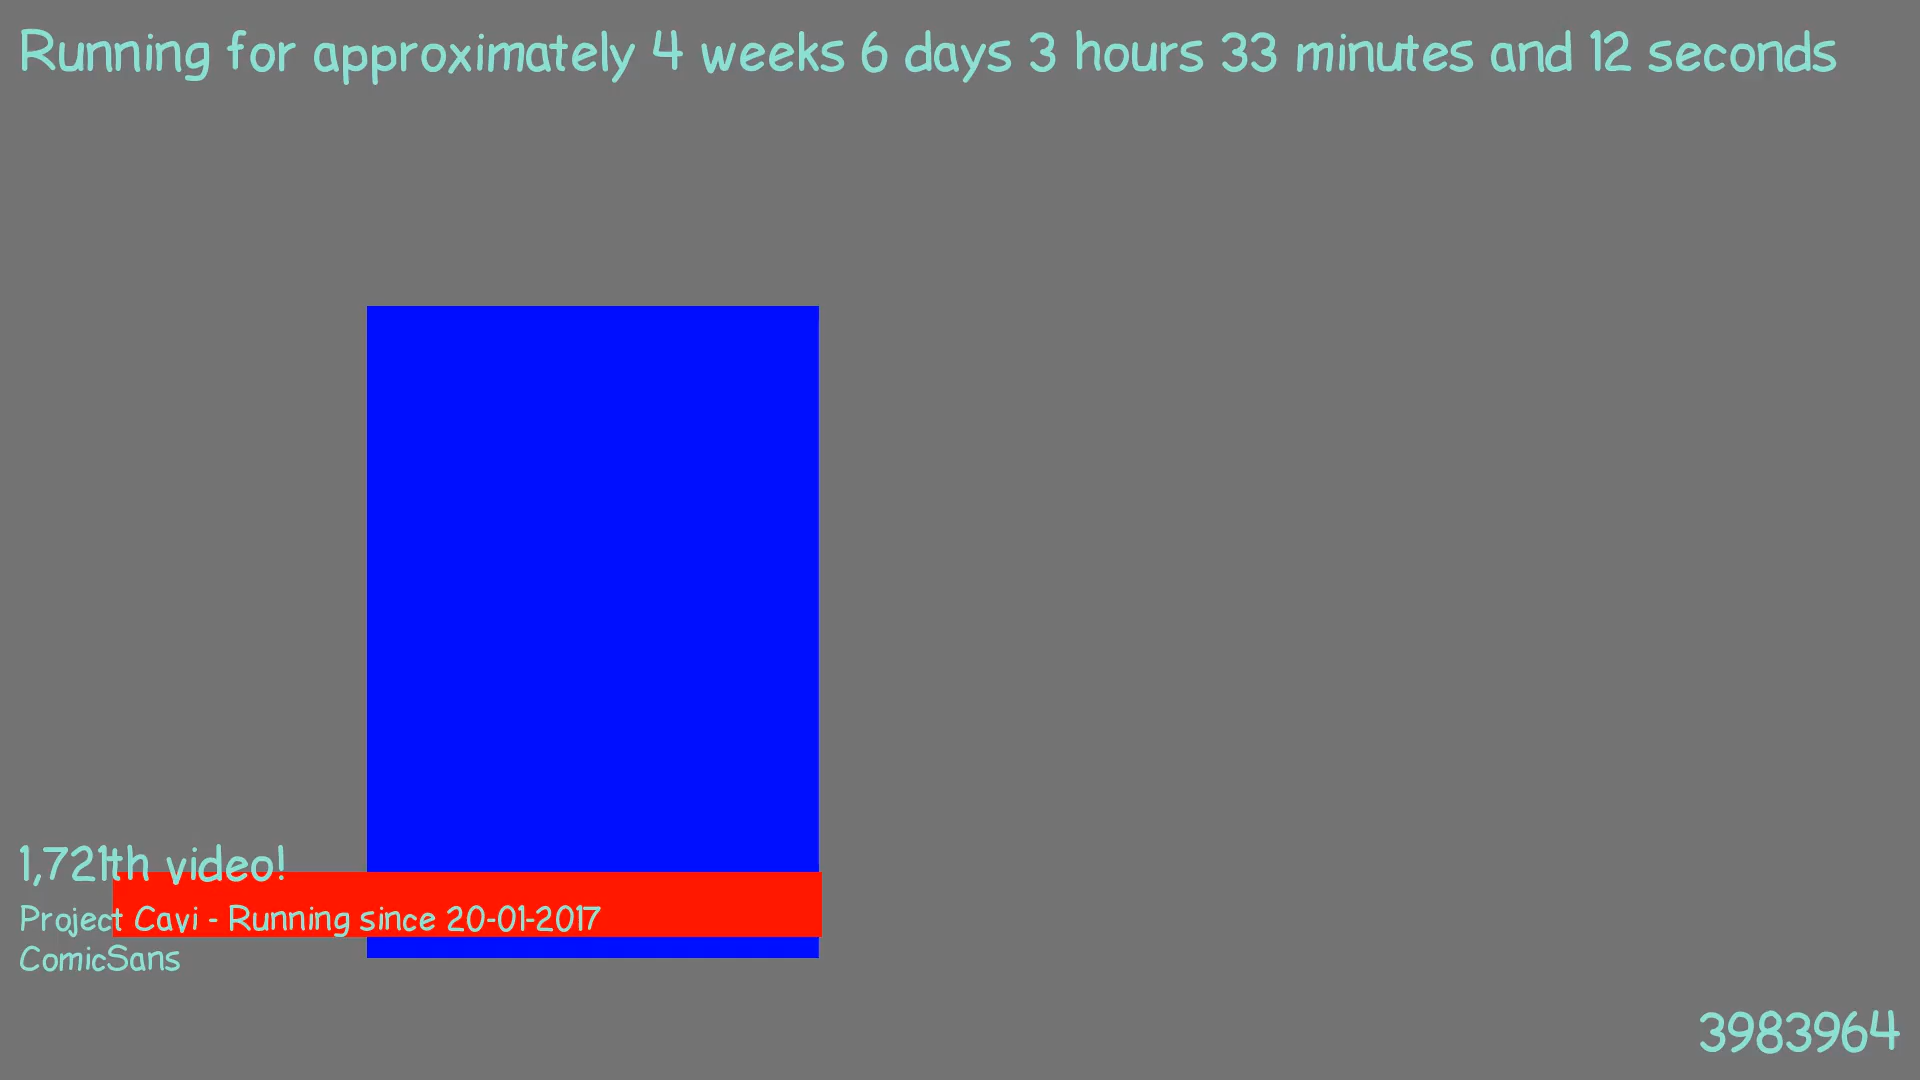 Running for approximately 4 weeks 6 days 3 hours 33 minutes and 12 seconds
1,721th video!
Project Cavi - Running since 20-01-2017
ComicSans
3983964